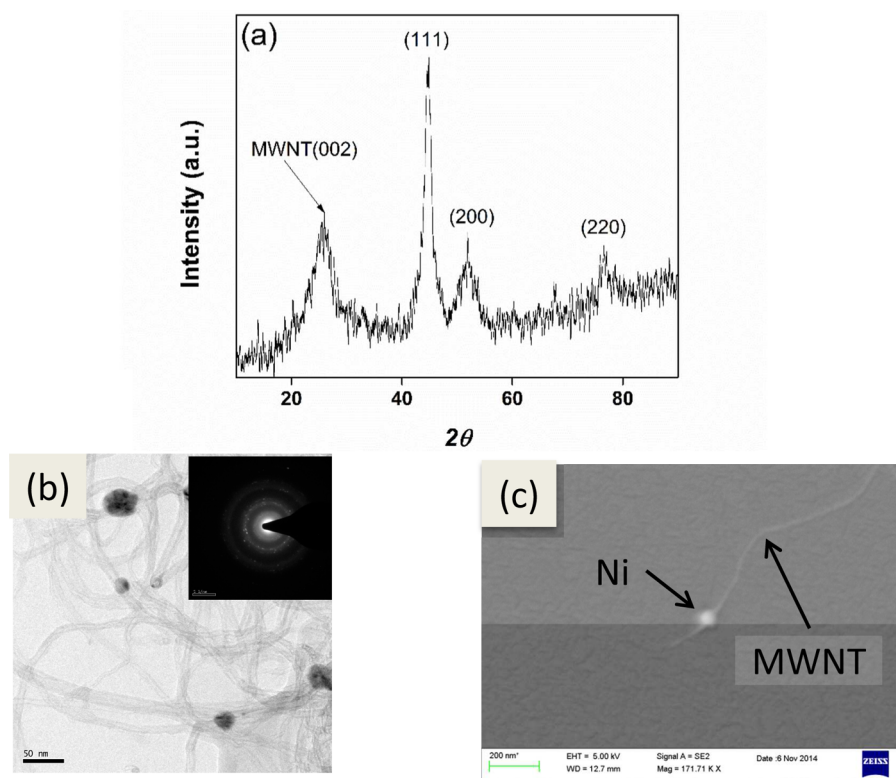 (a)
(111)
MWNT(002)
(200)
(220)
Intensity (a.u.)
20 40 60 80
2θ
(b)
50 nm
(c)
Ni
MWNT
200 nm*
EHT = 5.00 kV
Signal A = SE2
Date :6 Nov 2014
WD = 12.7 mm
Mag = 171.71 K X
ZEISS